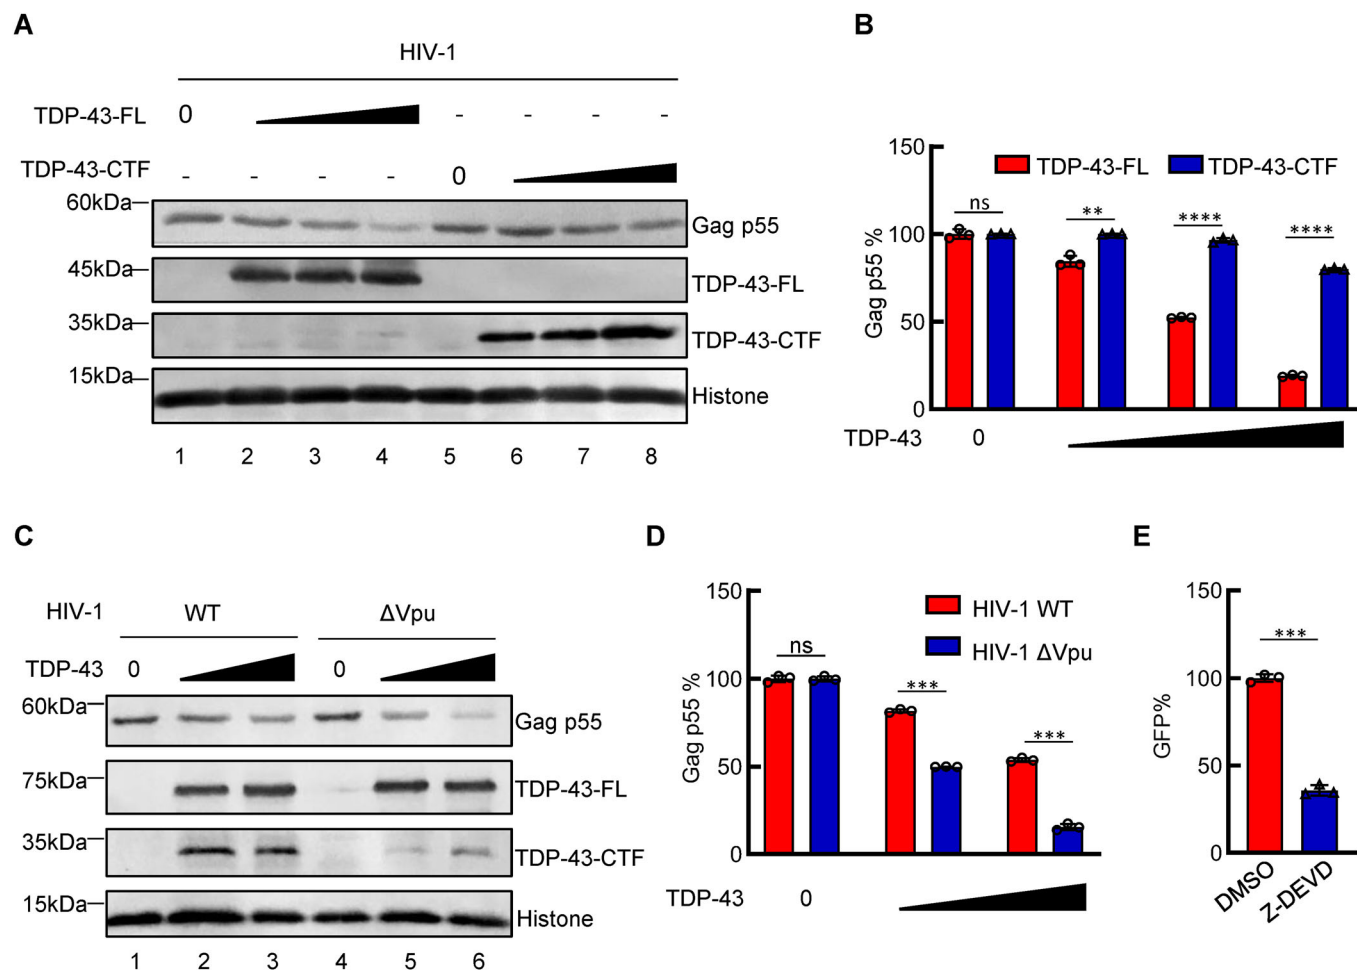 A
HIV-1
TDP-43-FL 0 - - - -
TDP-43-CTF - - - - 0
60kDa Gag p55
45kDa TDP-43-FL
35kDa TDP-43-CTF
15kDa Histone
1 2 3 4 5 6 7 8
B
150
100
50
0
Gag p55 %
TDP-43-FL TDP-43-CTF
ns ** **** ****
TDP-43 0
C
HIV-1 WT ΔVpu
TDP-43 0 0
60kDa Gag p55
75kDa TDP-43-FL
35kDa TDP-43-CTF
15kDa Histone
1 2 3 4 5 6
D
150
100
50
0
Gag p55 %
HIV-1 WT
HIV-1 ΔVpu
ns *** ***
TDP-43 0
E
150
100
50
0
GFP%
***
DMSO
Z-DEVD